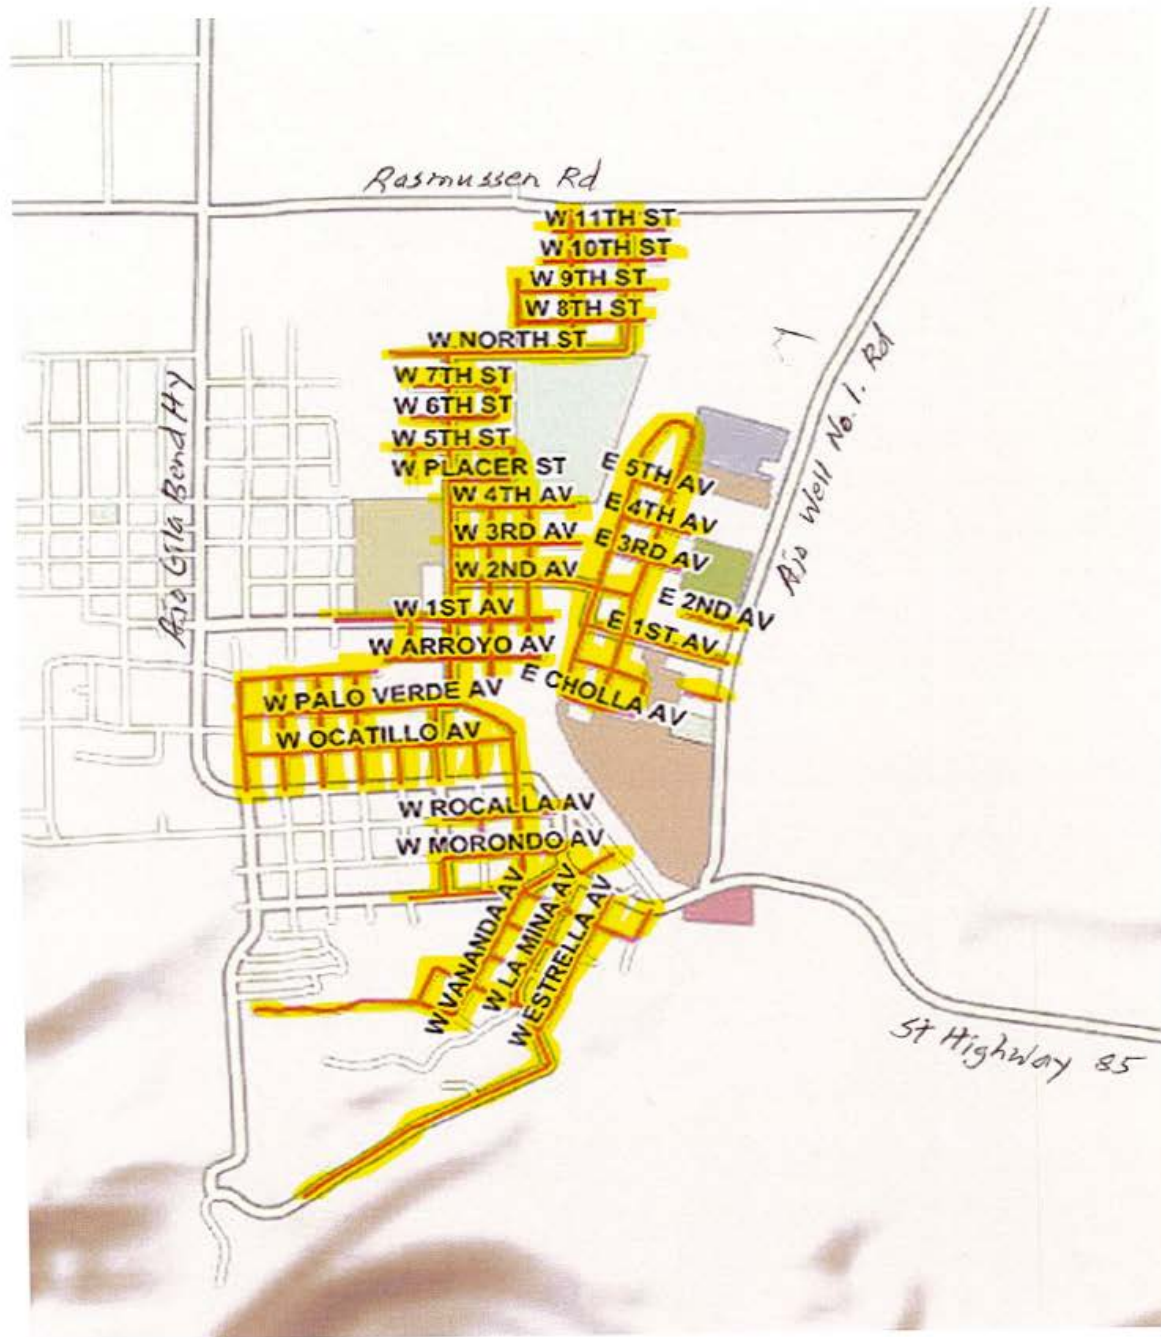 Rasmussen Rd
W 11TH ST
W 10TH ST
W 9TH ST
W 8TH ST
W NORTH ST
W 7TH ST
W 6TH ST
W 5TH ST
W PLACER ST
W 4TH AV
W 3RD AV
W 2ND AV
W 1ST AV
W ARROYO AV
W PALO VERDE AV
W OCATILLO AV
W ROCALLA AV
W MORONDO AV
W VANANDA AV
W LA MINA AV
W ESTRELLA AV
E 5TH AV
E 4TH AV
E 3RD AV
E 2ND AV
E 1ST AV
E CHOLLA AV
Ajo Gila Bend Hy
Ajo Well No. 1. Rd
St Highway 85